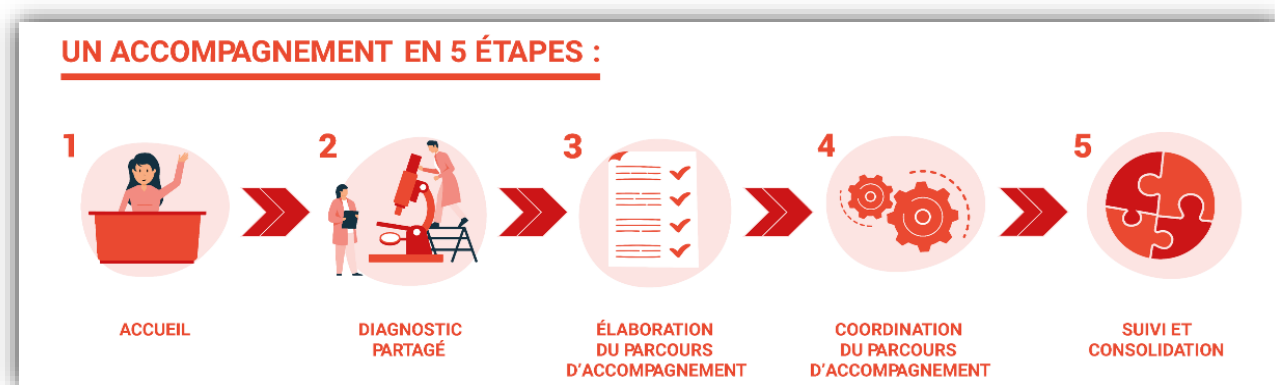 UN ACCOMPAGNEMENT EN 5 ÉTAPES :
1
ACCUEIL
2
DIAGNOSTIC
PARTAGÉ
3
ÉLABORATION
DU PARCOURS
D'ACCOMPAGNEMENT
4
COORDINATION
DU PARCOURS
D'ACCOMPAGNEMENT
5
SUIVI ET
CONSOLIDATION